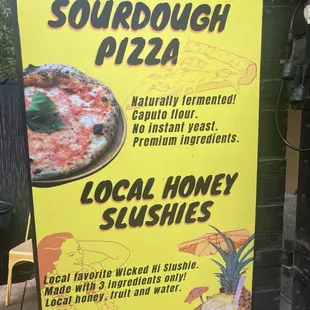 SOURDOUGH
PIZZA
Naturally fermented!
Caputo flour.
No instant yeast.
Premium ingredients.
LOCAL HONEY
SLUSHIES
Local favorite Wicked Hi Slushie.
Made with 3 ingredients only!
Local honey, fruit and water.